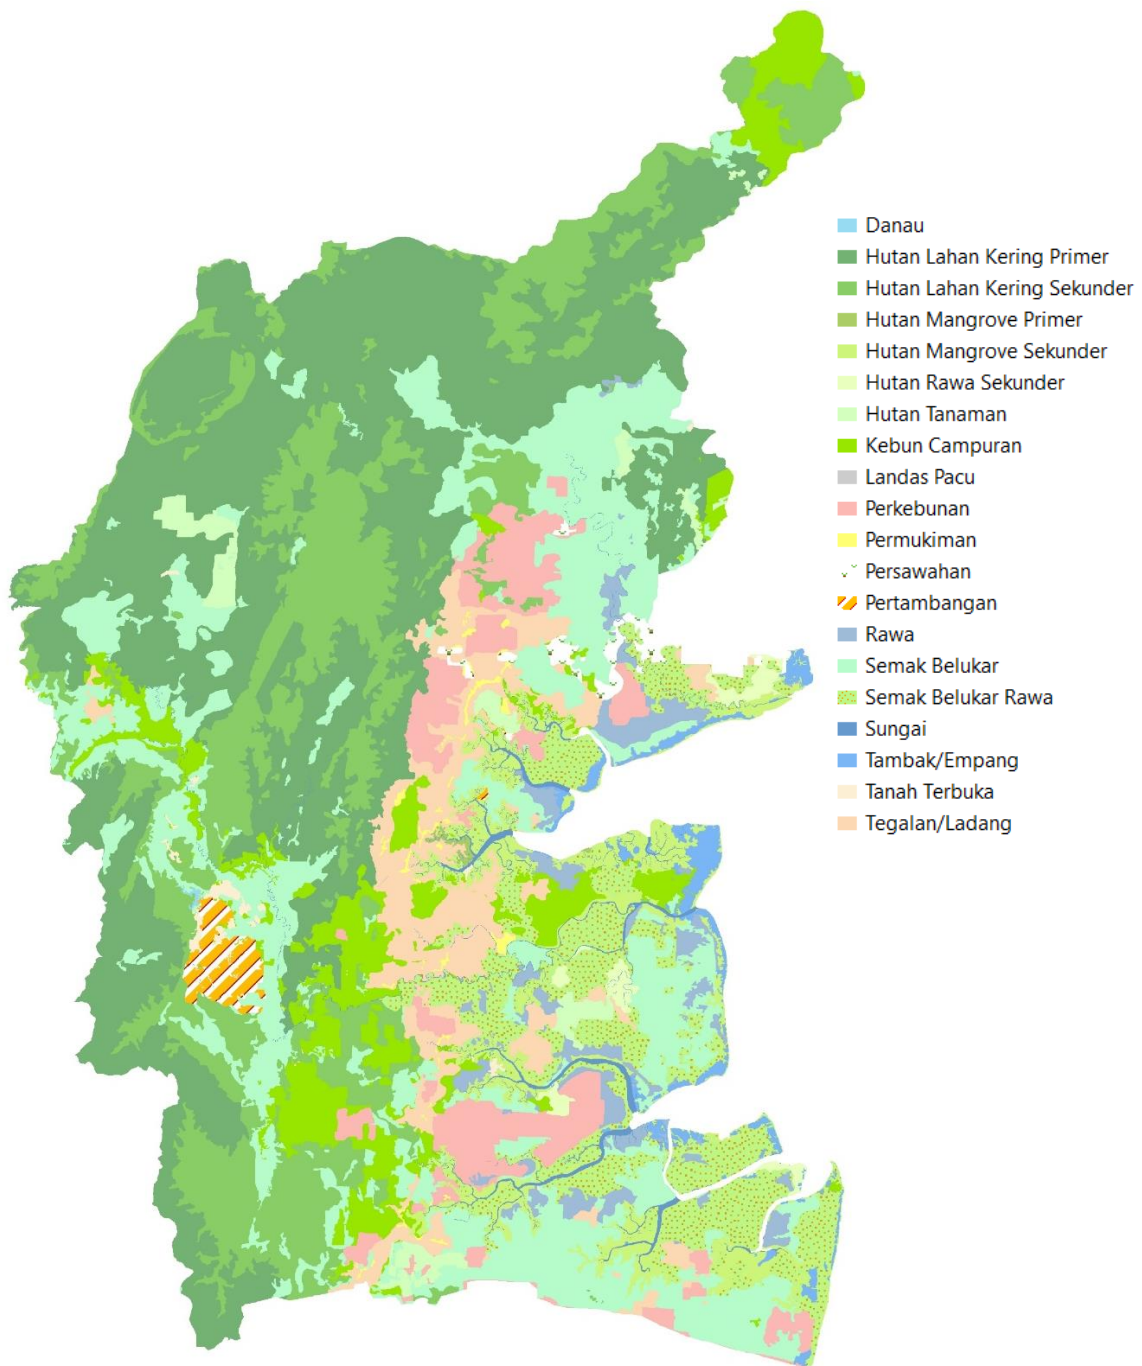 Danau
Hutan Lahan Kering Primer
Hutan Lahan Kering Sekunder
Hutan Mangrove Primer
Hutan Mangrove Sekunder
Hutan Rawa Sekunder
Hutan Tanaman
Kebun Campuran
Landas Pacu
Perkebunan
Permukiman
Persawahan
Pertambangan
Rawa
Semak Belukar
Semak Belukar Rawa
Sungai
Tambak/Empang
Tanah Terbuka
Tegalan/Ladang